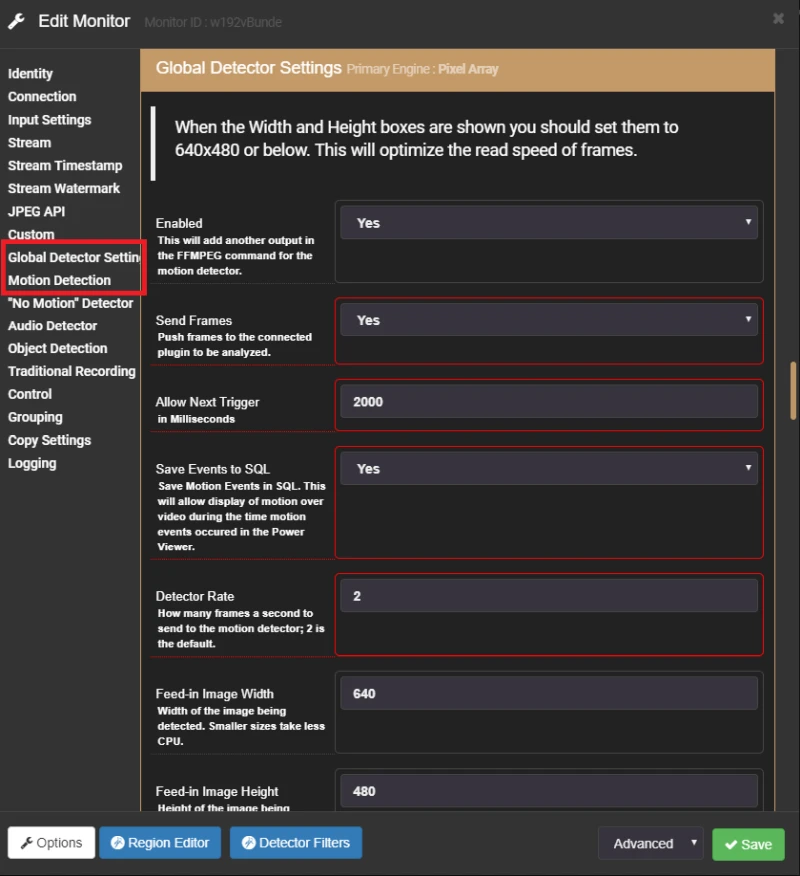 Edit Monitor Monitor ID : w192vBunde
Identity
Connection
Input Settings
Stream
Stream Timestamp
Stream Watermark
JPEG API
Custom
Global Detector Settin
Motion Detection
"No Motion" Detector
Audio Detector
Object Detection
Traditional Recording
Control
Grouping
Copy Settings
Logging
Global Detector Settings Primary Engine : Pixel Array
When the Width and Height boxes are shown you should set them to
640x480 or below. This will optimize the read speed of frames.
Enabled
This will add another output in
the FFMPEG command for the
motion detector.
Yes
Send Frames
Push frames to the connected
plugin to be analyzed.
Yes
Allow Next Trigger
in Milliseconds
2000
Save Events to SQL
Save Motion Events in SQL. This
will allow display of motion over
video during the time motion
events occured in the Power
Viewer.
Yes
Detector Rate
How many frames a second to
send to the motion detector; 2 is
the default.
2
Feed-in Image Width
Width of the image being
detected. Smaller sizes take less
CPU.
640
Feed-in Image Height
Height of the image being
480
Options Region Editor Detector Filters Advanced Save